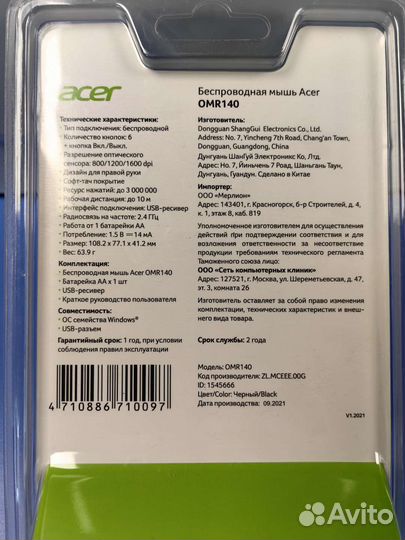 acer
Технические характеристики:
• Тип подключения: беспроводной
• Количество кнопок: 6
+ кнопка Вкл./Выкл.
• Разрешение оптического
сенсора: 800/1200/1600 dpi
• Дизайн для правой руки
• Софт-тач покрытие
• Ресурс нажатий: до 3 000 000
• Рабочая дистанция: до 10 м
• Интерфейс подключения: USB-ресивер
• Радиосвязь на частоте: 2.4 ГГц
• Работа от 1 батарейки АА
• Потребление: 1.5 В ⎓ 14 мА
• Размер: 108.2 x 77.1 x 41.2 мм
• Вес: 63.9 г
Комплектация:
• Беспроводная мышь Acer OMR140
• Батарейка АА х 1 шт
• USB-ресивер
• Краткое руководство пользователя
Совместимость:
• ОС семейства Windows®
• USB-разъем
Гарантийный срок: 1 год, при условии
соблюдения правил эксплуатации
4 710886 710097
Беспроводная мышь Acer
OMR140
Изготовитель:
Dongguan ShangGui Electronics Co., Ltd.
Address: No. 7, Yincheng 7th Road, Chang'an Town,
Dongguan, Guangdong, China
Дунгуань ШанГуй Электроникс Ко, Лтд.
Адрес: Но. 7, Йиньчень 7 Роад, Шаньган Таун,
Дунгуань, Гуандун. Сделано в Китае
Импортер:
ООО «Мерлион»
Адрес: 143401, г. Красногорск, б-р Строителей, д. 4,
к. 1, этаж 8, каб. 819
Уполномоченное изготовителем для осуществления
действий при подтверждении соответствия и для
возложения ответственности за несоответствие
продукции требованиям технического регламента
Таможенного союза лицо:
ООО «Сеть компьютерных клиник»
Адрес: 127521, г. Москва, ул. Шереметьевская, д. 47,
эт. 3, комната 23
Изготовитель оставляет за собой право изменения
комплектации, технических характеристик и внеш-
него вида товара.
Срок службы: 2 года
Модель: OMR140
Код производителя: ZL.MCEEE.00G
ID: 1545666
Цвет/Color: Черный/Black
Дата производства: 09.2021
V1.2021
Avito